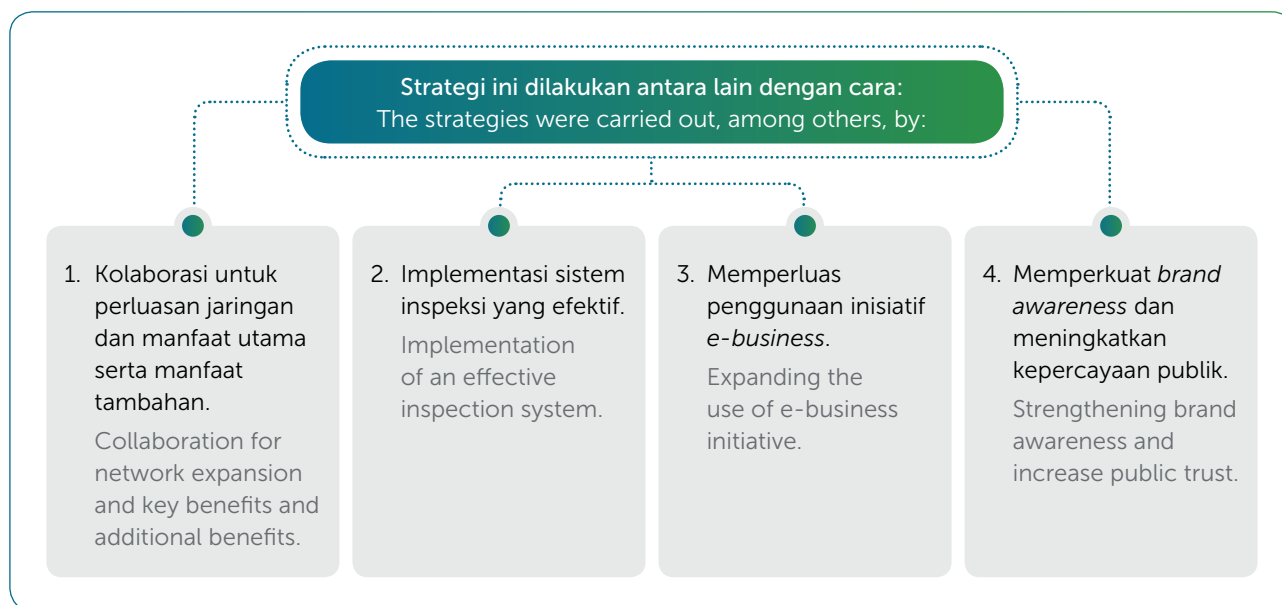 Strategi ini dilakukan antara lain dengan cara:
The strategies were carried out, among others, by:
1. Kolaborasi untuk
perluasan jaringan
dan manfaat utama
serta manfaat
tambahan.
Collaboration for
network expansion
and key benefits and
additional benefits.
2. Implementasi sistem
inspeksi yang efektif.
Implementation
of an effective
inspection system.
3. Memperluas
penggunaan inisiatif
e-business.
Expanding the
use of e-business
initiative.
4. Memperkuat brand
awareness dan
meningkatkan
kepercayaan publik.
Strengthening brand
awareness and
increase public trust.